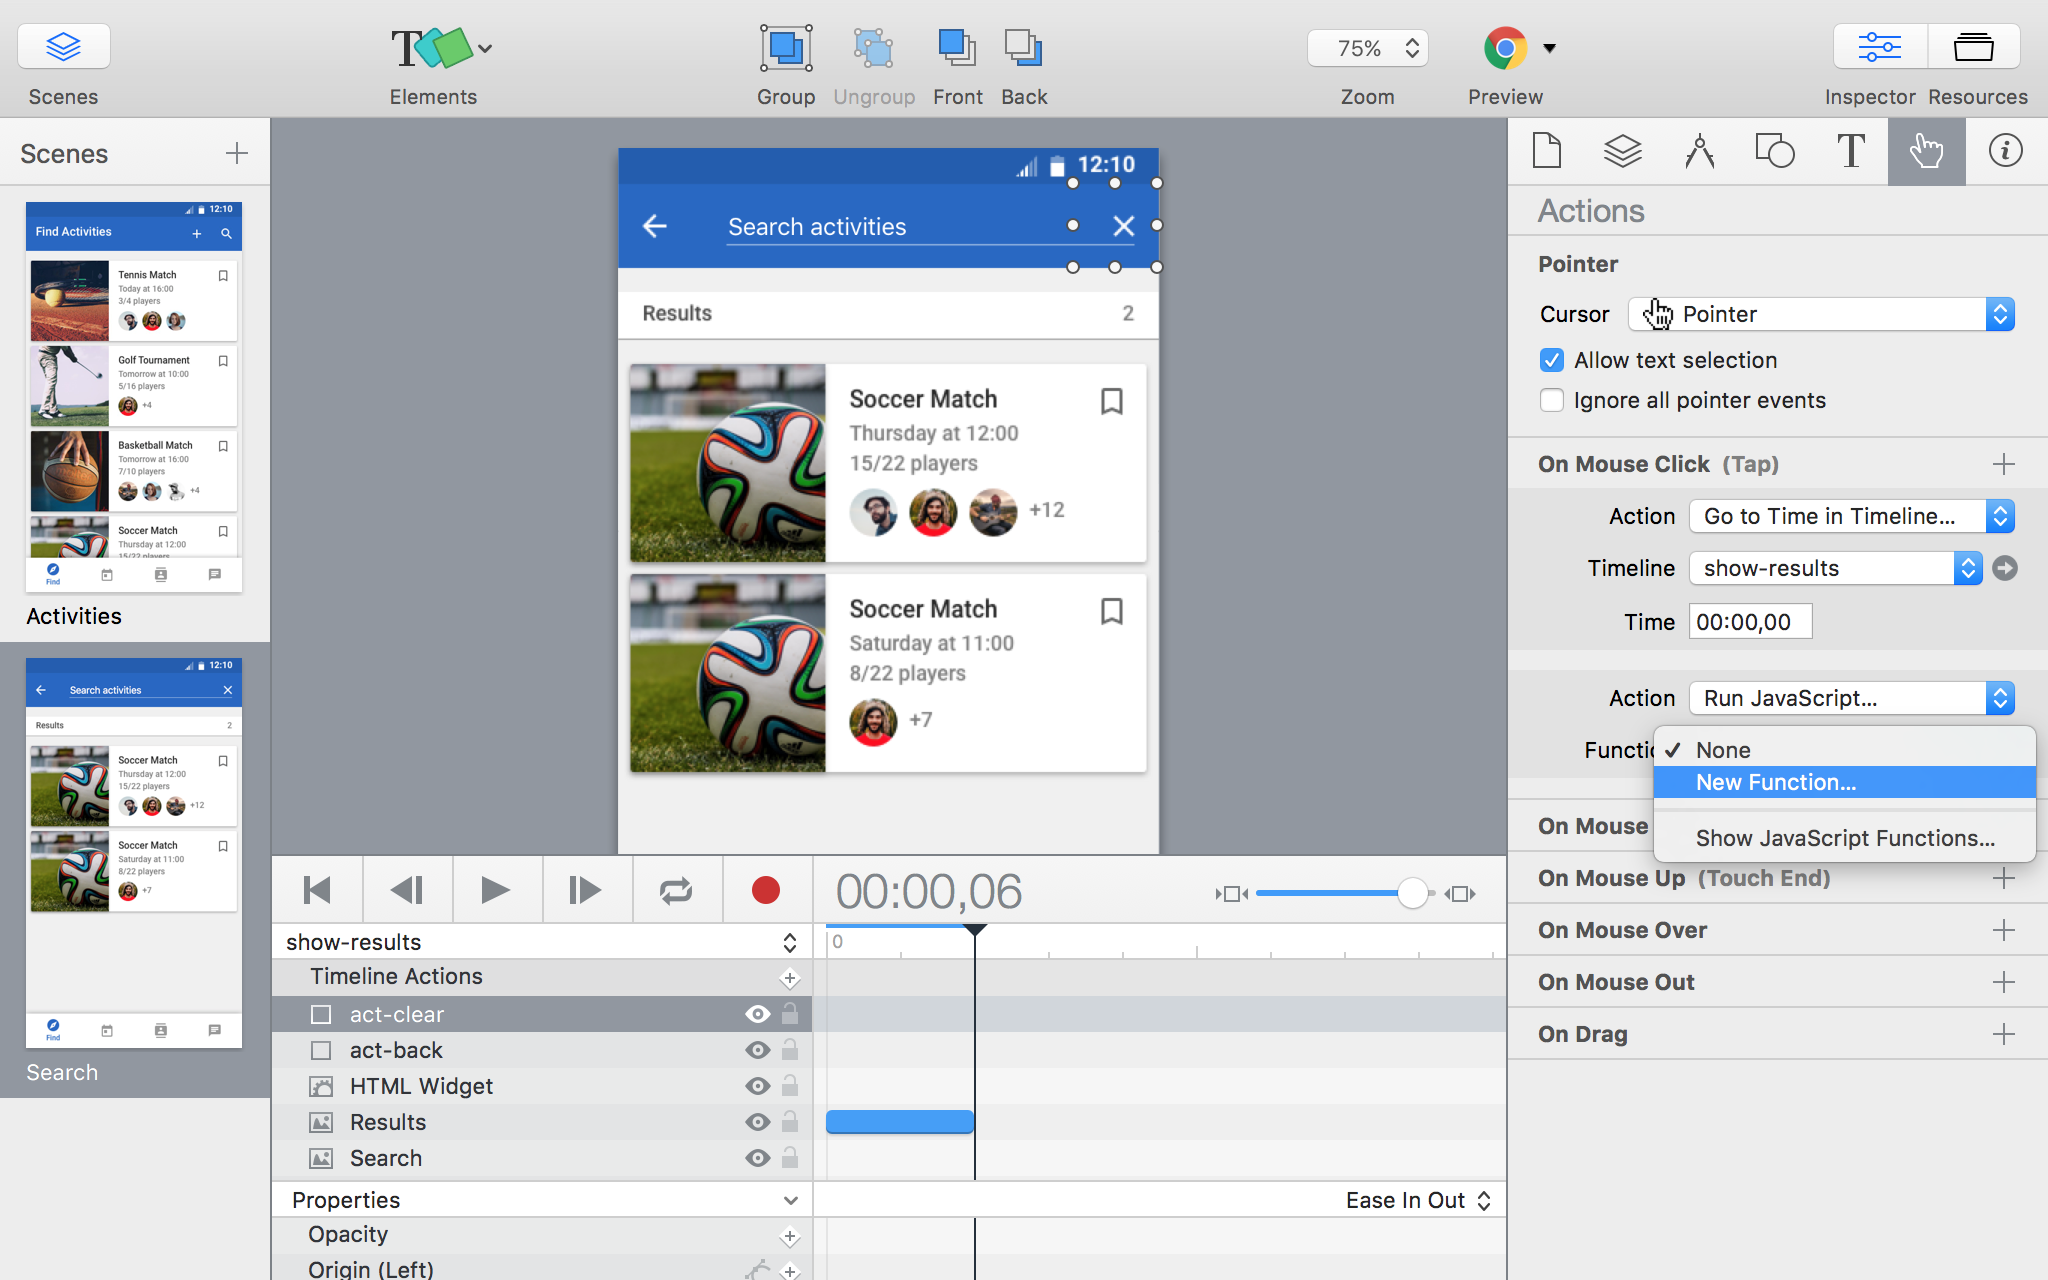 Scenes
Elements
Group
Ungroup
Front
Back
75%
Zoom
Preview
Inspector
Resources
Scenes
12:10
Find Activities
Tennis Match
Today at 16:00
3/4 players
Golf Tournament
Tomorrow at 10:00
5/16 players
+4
Basketball Match
Tomorrow at 16:00
7/10 players
+4
Soccer Match
Thursday at 12:00
15/22 players
Find
Activities
12:10
Search activities
Results 2
Soccer Match
Thursday at 12:00
15/22 players
+12
Soccer Match
Saturday at 11:00
8/22 players
+7
Find
Search
12:10
Search activities
Results 2
Soccer Match
Thursday at 12:00
15/22 players
+12
Soccer Match
Saturday at 11:00
8/22 players
+7
00:00,06
show-results
0
Timeline Actions
act-clear
act-back
HTML Widget
Results
Search
Properties
Ease In Out
Opacity
Origin (Left)
Actions
Pointer
Cursor Pointer
Allow text selection
Ignore all pointer events
On Mouse Click (Tap)
Action Go to Time in Timeline...
Timeline show-results
Time 00:00,00
Action Run JavaScript...
Functi
None
New Function...
Show JavaScript Functions...
On Mouse
On Mouse Up (Touch End)
On Mouse Over
On Mouse Out
On Drag